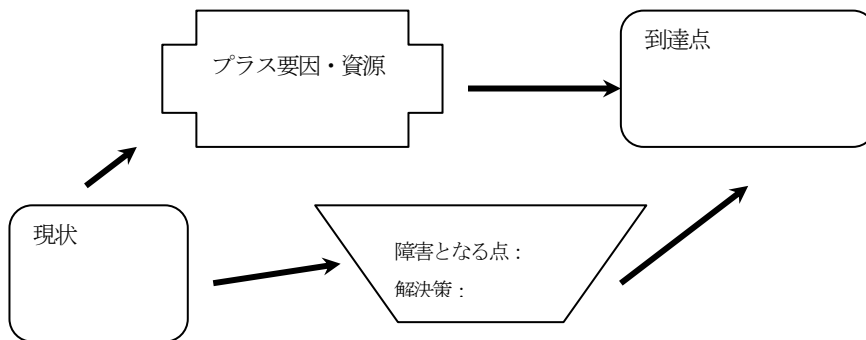 プラス要因・資源
到達点
現状
障害となる点：
解決策：